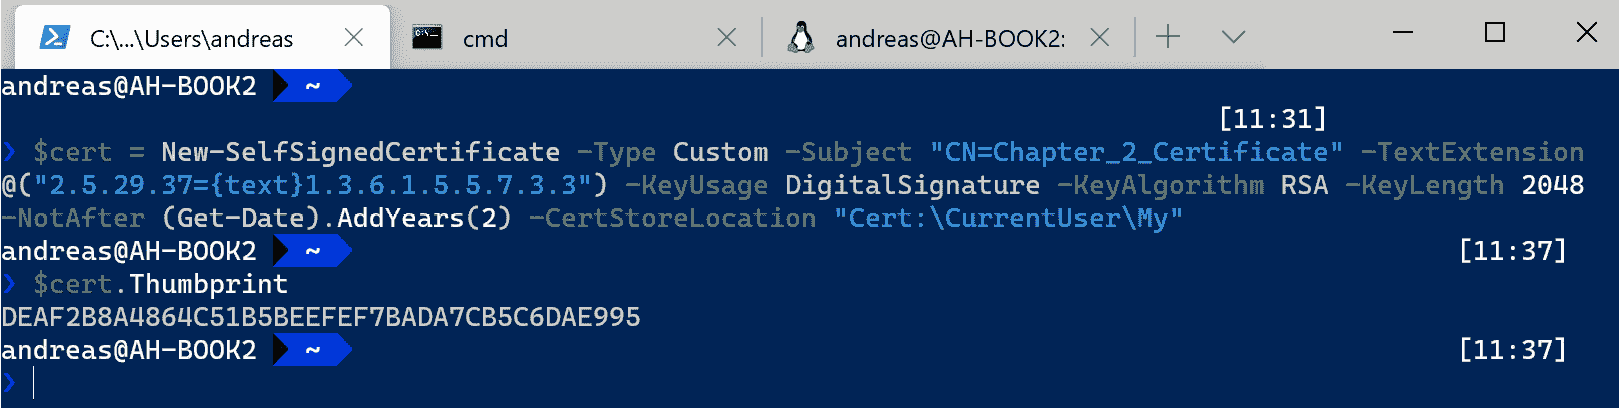 C:\...\Users\andreas cmd andreas@AH-BOOK2:
andreas@AH-BOOK2 ~
[11:31]
❯ $cert = New-SelfSignedCertificate -Type Custom -Subject "CN=Chapter_2_Certificate" -TextExtension
@("2.5.29.37={text}1.3.6.1.5.5.7.3.3") -KeyUsage DigitalSignature -KeyAlgorithm RSA -KeyLength 2048
-NotAfter (Get-Date).AddYears(2) -CertStoreLocation "Cert:\CurrentUser\My"
andreas@AH-BOOK2 ~ [11:37]
❯ $cert.Thumbprint
DEAF2B8A4864C51B5BEEFEF7BADA7CB5C6DAE995
andreas@AH-BOOK2 ~ [11:37]
❯